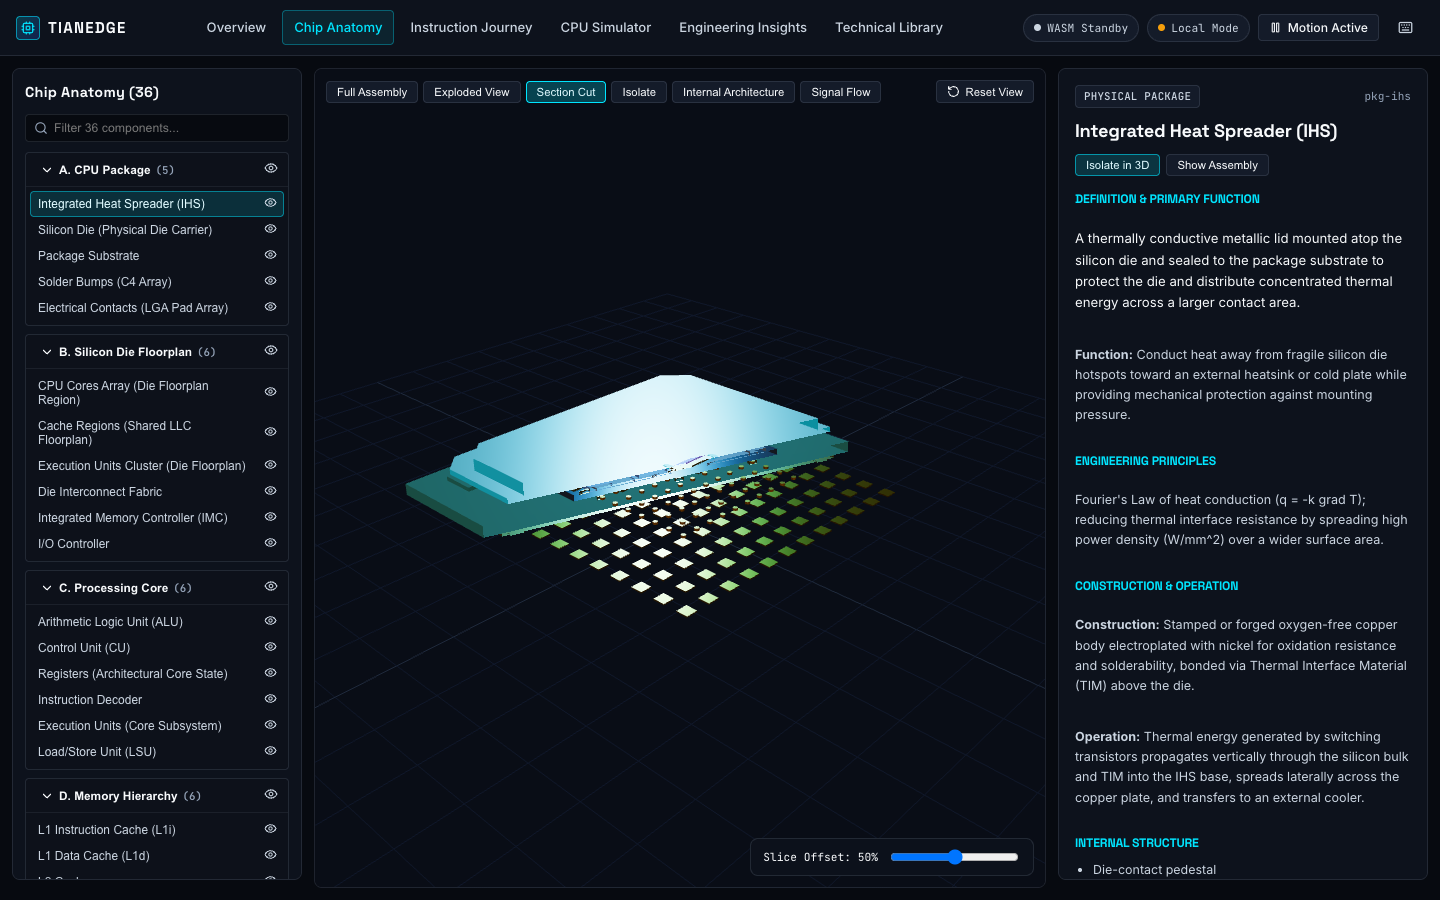 TIANEDGE
Overview
Chip Anatomy
Instruction Journey
CPU Simulator
Engineering Insights
Technical Library
WASM Standby
Local Mode
Motion Active
Chip Anatomy (36)
Filter 36 components...
A. CPU Package (5)
Integrated Heat Spreader (IHS)
Silicon Die (Physical Die Carrier)
Package Substrate
Solder Bumps (C4 Array)
Electrical Contacts (LGA Pad Array)
B. Silicon Die Floorplan (6)
CPU Cores Array (Die Floorplan
Region)
Cache Regions (Shared LLC
Floorplan)
Execution Units Cluster (Die Floorplan)
Die Interconnect Fabric
Integrated Memory Controller (IMC)
I/O Controller
C. Processing Core (6)
Arithmetic Logic Unit (ALU)
Control Unit (CU)
Registers (Architectural Core State)
Instruction Decoder
Execution Units (Core Subsystem)
Load/Store Unit (LSU)
D. Memory Hierarchy (6)
L1 Instruction Cache (L1i)
L1 Data Cache (L1d)
Full Assembly
Exploded View
Section Cut
Isolate
Internal Architecture
Signal Flow
Reset View
Slice Offset: 50%
PHYSICAL PACKAGE
pkg-ihs
Integrated Heat Spreader (IHS)
Isolate in 3D
Show Assembly
DEFINITION & PRIMARY FUNCTION
A thermally conductive metallic lid mounted atop the
silicon die and sealed to the package substrate to
protect the die and distribute concentrated thermal
energy across a larger contact area.
Function: Conduct heat away from fragile silicon die
hotspots toward an external heatsink or cold plate while
providing mechanical protection against mounting
pressure.
ENGINEERING PRINCIPLES
Fourier's Law of heat conduction (q = -k grad T);
reducing thermal interface resistance by spreading high
power density (W/mm^2) over a wider surface area.
CONSTRUCTION & OPERATION
Construction: Stamped or forged oxygen-free copper
body electroplated with nickel for oxidation resistance
and solderability, bonded via Thermal Interface Material
(TIM) above the die.
Operation: Thermal energy generated by switching
transistors propagates vertically through the silicon bulk
and TIM into the IHS base, spreads laterally across the
copper plate, and transfers to an external cooler.
INTERNAL STRUCTURE
• Die-contact pedestal